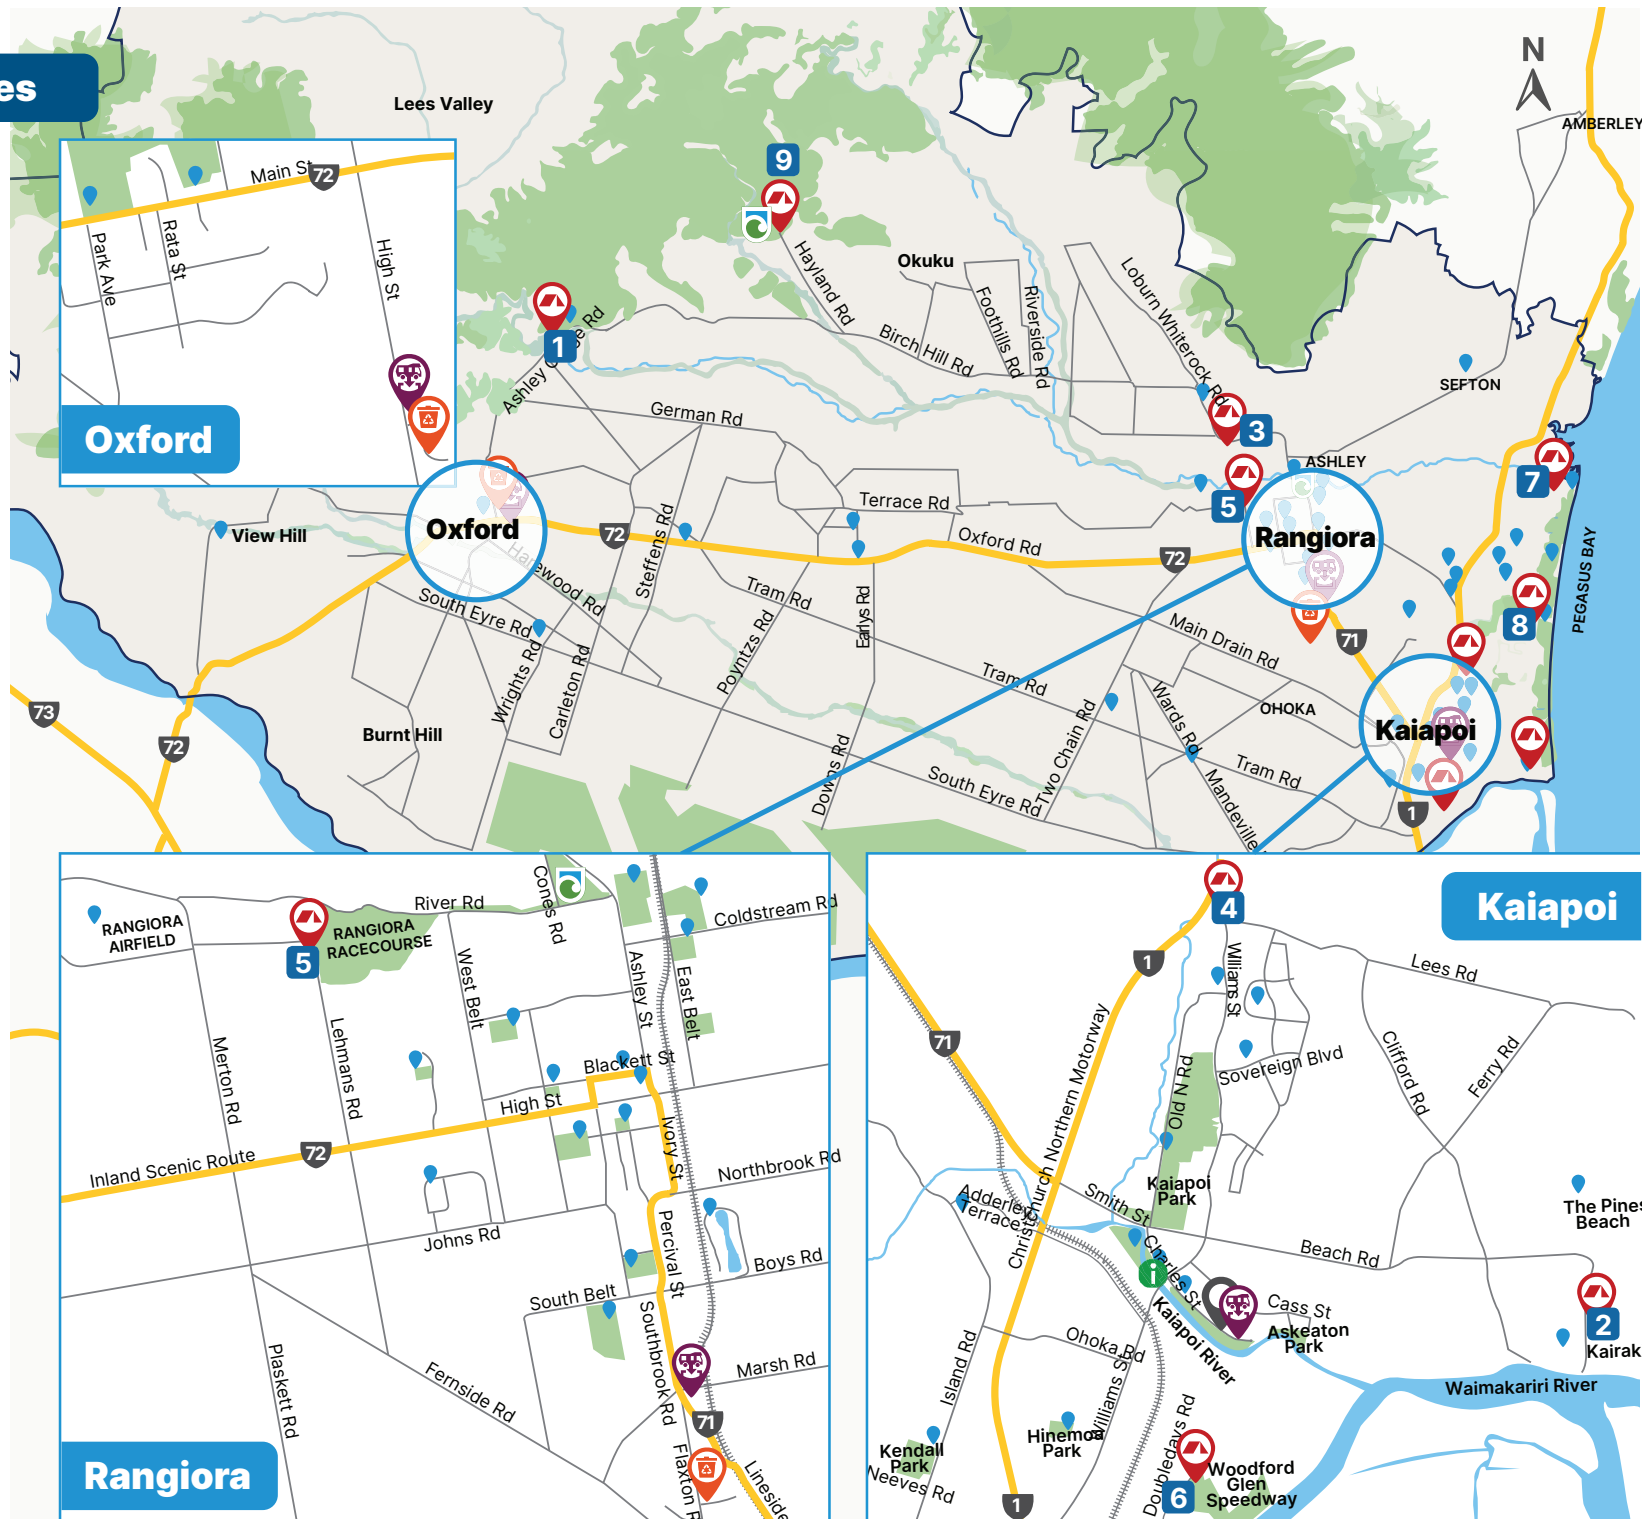 es
N
AMBERLEY
Lees Valley
9
Okuku
Hayland Rd
Birch Hill Rd
Foothills Rd
Riverside Rd
Loburn Whiterock Rd
SEFTON
1
German Rd
3
ASHLEY
5
7
8
PEGASUS BAY
Main St
72
Park Ave
Rata St
High St
Oxford
Oxford
View Hill
Harewood Rd
72
Steffens Rd
Terrace Rd
Oxford Rd
72
Rangiora
71
South Eyre Rd
Wrights Rd
Carleton Rd
Tram Rd
Poyntzs Rd
Earlys Rd
Main Drain Rd
Tram Rd
Wards Rd
OHOKA
Two Chain Rd
Tram Rd
Mandeville
South Eyre Rd
Downs Rd
Burnt Hill
73
72
Kaiapoi
1
RANGIORA
AIRFIELD
RANGIORA
RACECOURSE
5
River Rd
Cones Rd
Coldstream Rd
West Belt
Ashley St
East Belt
Merton Rd
Lehmans Rd
Blackett St
High St
Ivory St
72
Inland Scenic Route
Northbrook Rd
Johns Rd
Percival St
Boys Rd
South Belt
Southbrook Rd
Marsh Rd
Plaskett Rd
Fernside Rd
71
Flaxton R
Lineside
Rangiora
4
Kaiapoi
1
Williams St
Lees Rd
71
Christchurch Northern Motorway
Old N Rd
Sovereign Blvd
Clifford Rd
Ferry Rd
Kaiapoi
Park
Smith St
Adderley
Terrace
Charles St
Beach Rd
The Pines
Beach
Kaiapoi River
Cass St
Askeaton
Park
2
Kairak
Ohoka Rd
Island Rd
Williams St
Waimakariri River
Kendall
Park
Neeves Rd
Hinemoa
Park
1
Doubledays Rd
6
Woodford
Glen
Speedway